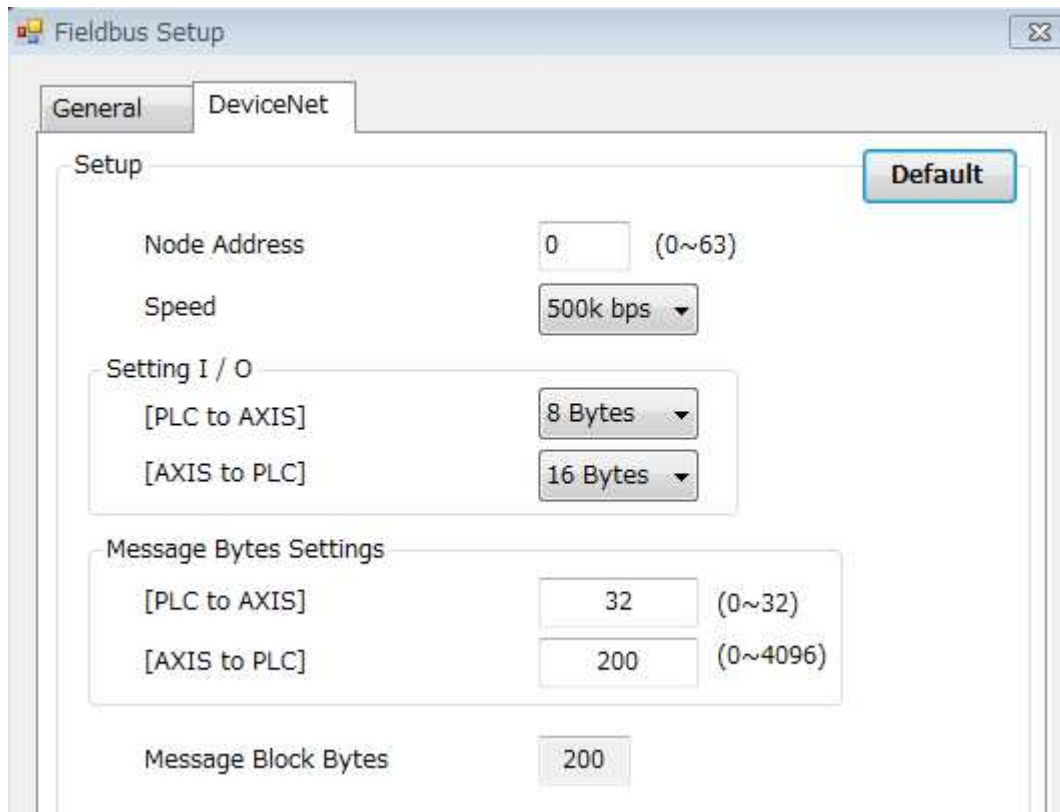 Fieldbus Setup
General DeviceNet
Setup Default
Node Address 0 (0~63)
Speed 500k bps
Setting I / O
[PLC to AXIS] 8 Bytes
[AXIS to PLC] 16 Bytes
Message Bytes Settings
[PLC to AXIS] 32 (0~32)
[AXIS to PLC] 200 (0~4096)
Message Block Bytes 200